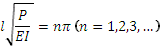 l√(P/EI) = nπ (n = 1,2,3, …)